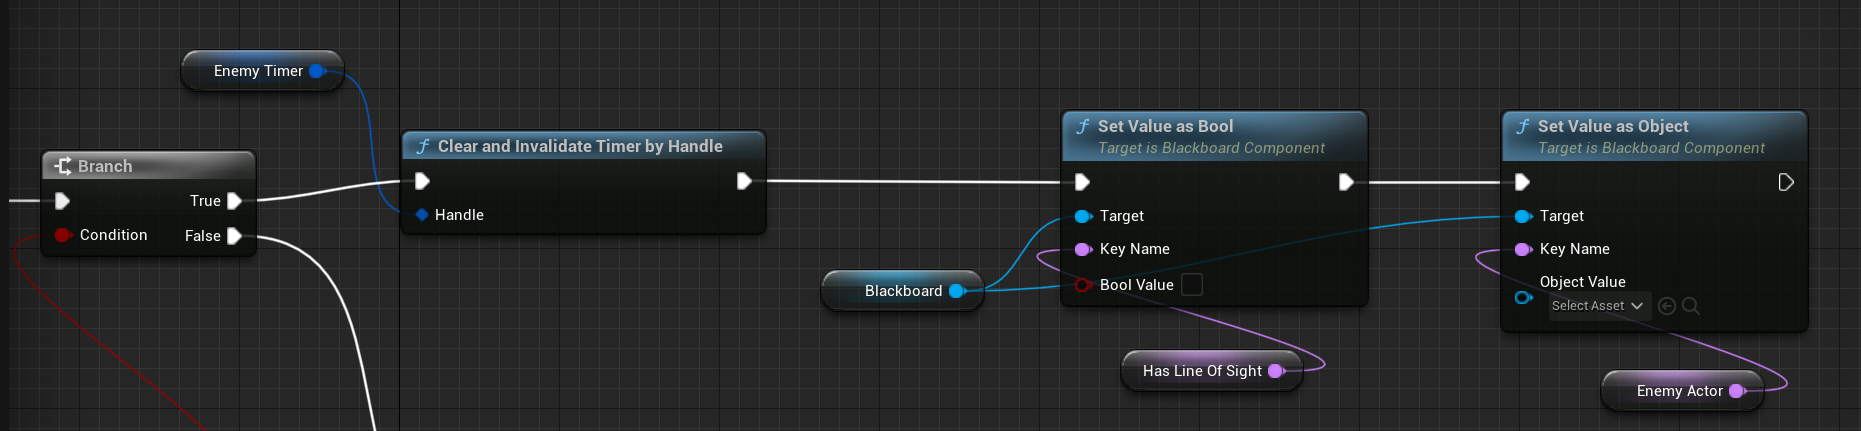 Enemy Timer
Branch
True
Condition
False
Clear and Invalidate Timer by Handle
Handle
Blackboard
Set Value as Bool
Target is Blackboard Component
Target
Key Name
Bool Value
Has Line Of Sight
Set Value as Object
Target is Blackboard Component
Target
Key Name
Object Value
Select Asset
Enemy Actor